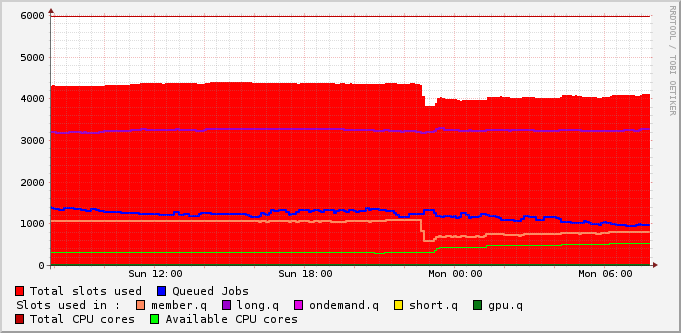 6000
5000
4000
3000
2000
1000
0
Sun 12:00 Sun 18:00 Mon 00:00 Mon 06:00
Total slots used Queued Jobs
Slots used in : member.q long.q ondemand.q short.q gpu.q
Total CPU cores Available CPU cores
RRDTOOL / TOBI OETIKER